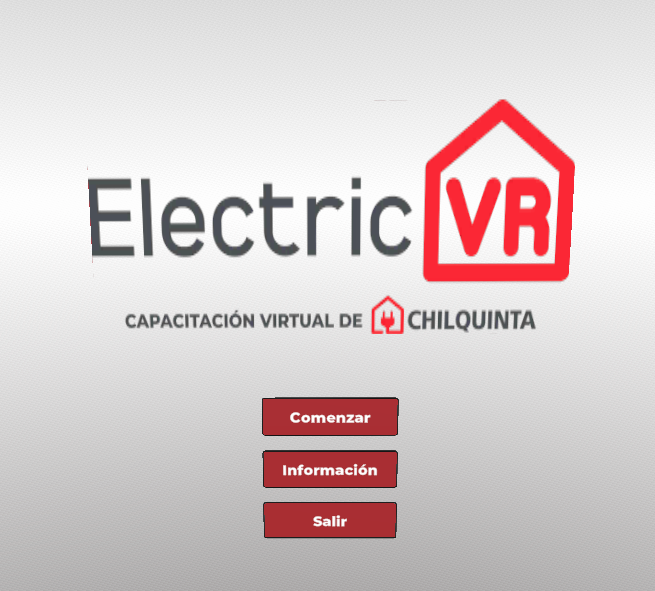 Electric VR
CAPACITACIÓN VIRTUAL DE CHILQUINTA
Comenzar
Información
Salir